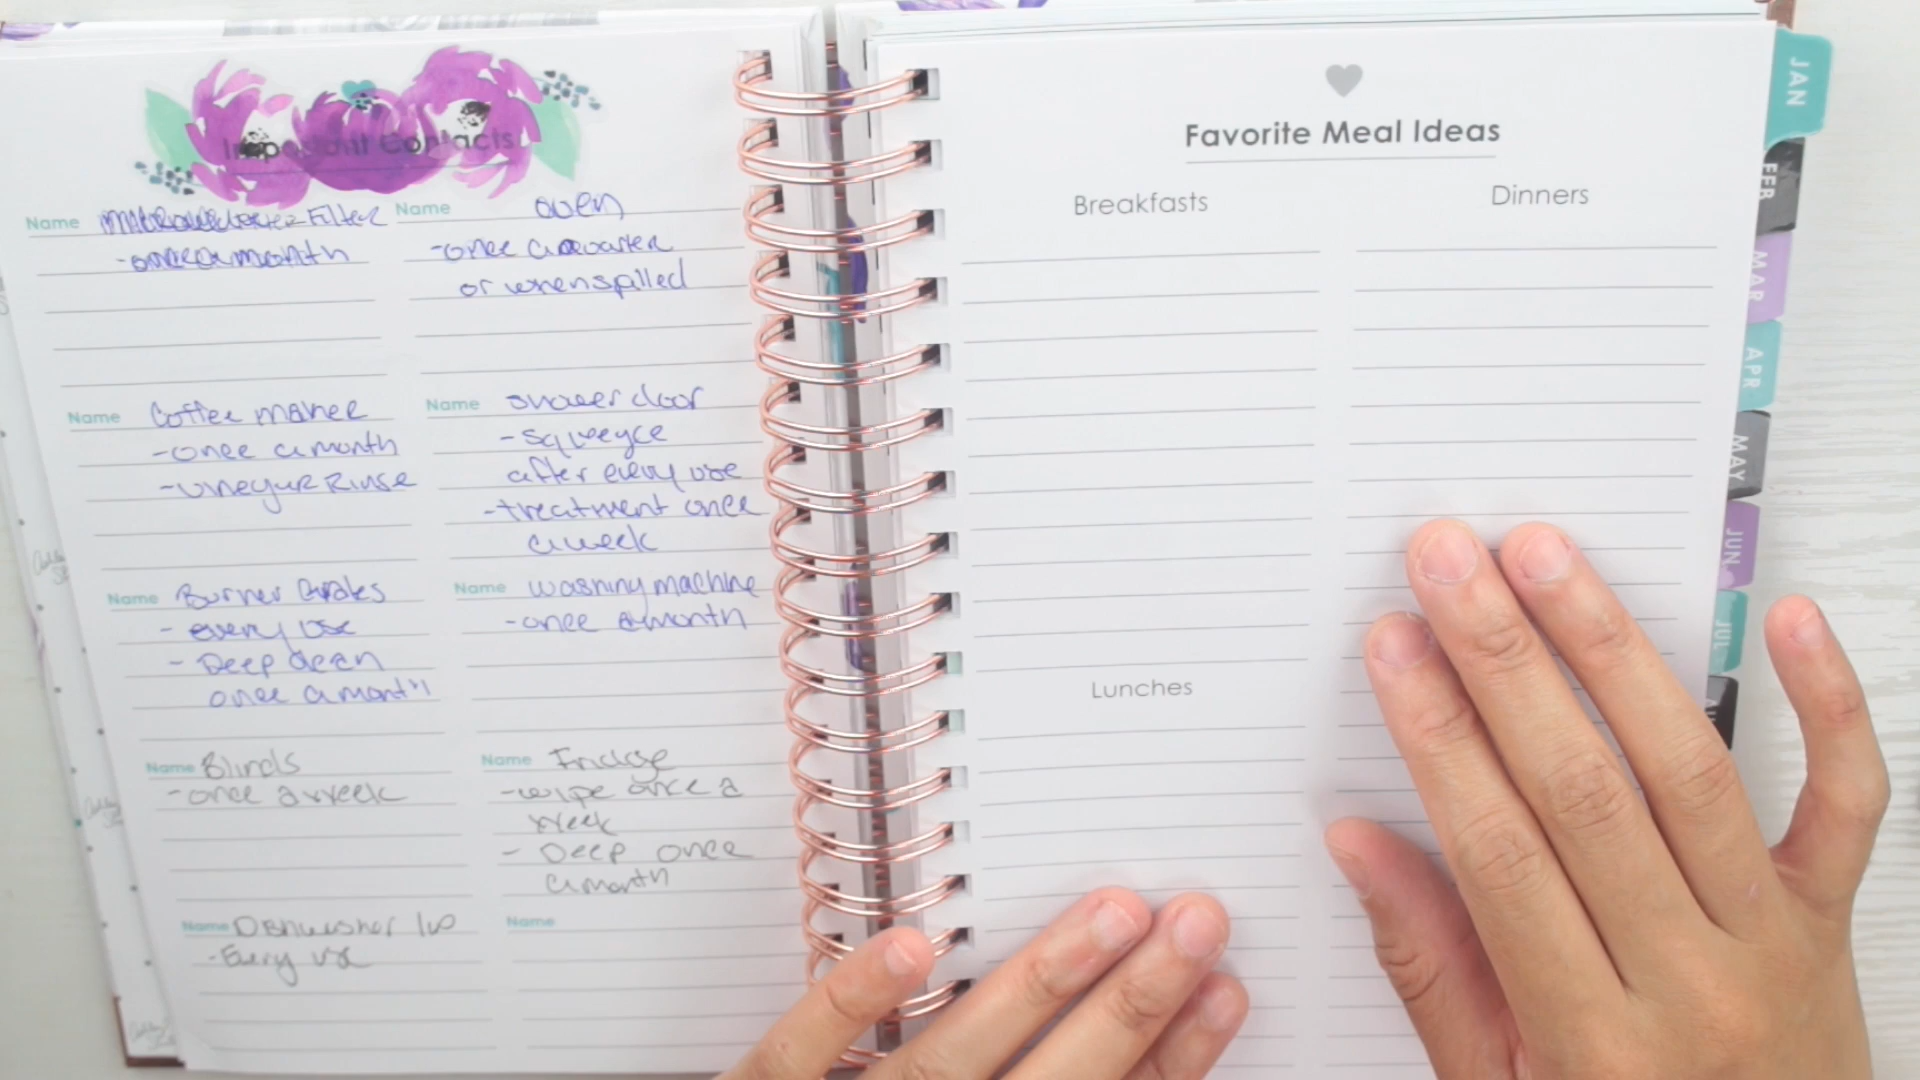 Important Contacts
Name Filter
-once a month
Name oven
-once a quarter
or when spilled
Name Coffee maker
-once a month
-vinegar Rinse
Name shower door
-squeegee
after every use
-treatment once
a week
Name Burner Grates
- every use
- Deep clean
once a month
Name washing machine
-once a month
Name Blinds
-once a week
Name Fridge
-wipe once a
week
- Deep once
a month
Name Dishwasher
-Every use
Name
Favorite Meal Ideas
Breakfasts
Dinners
Lunches
JAN
FEB
MAR
APR
MAY
JUN
JUL